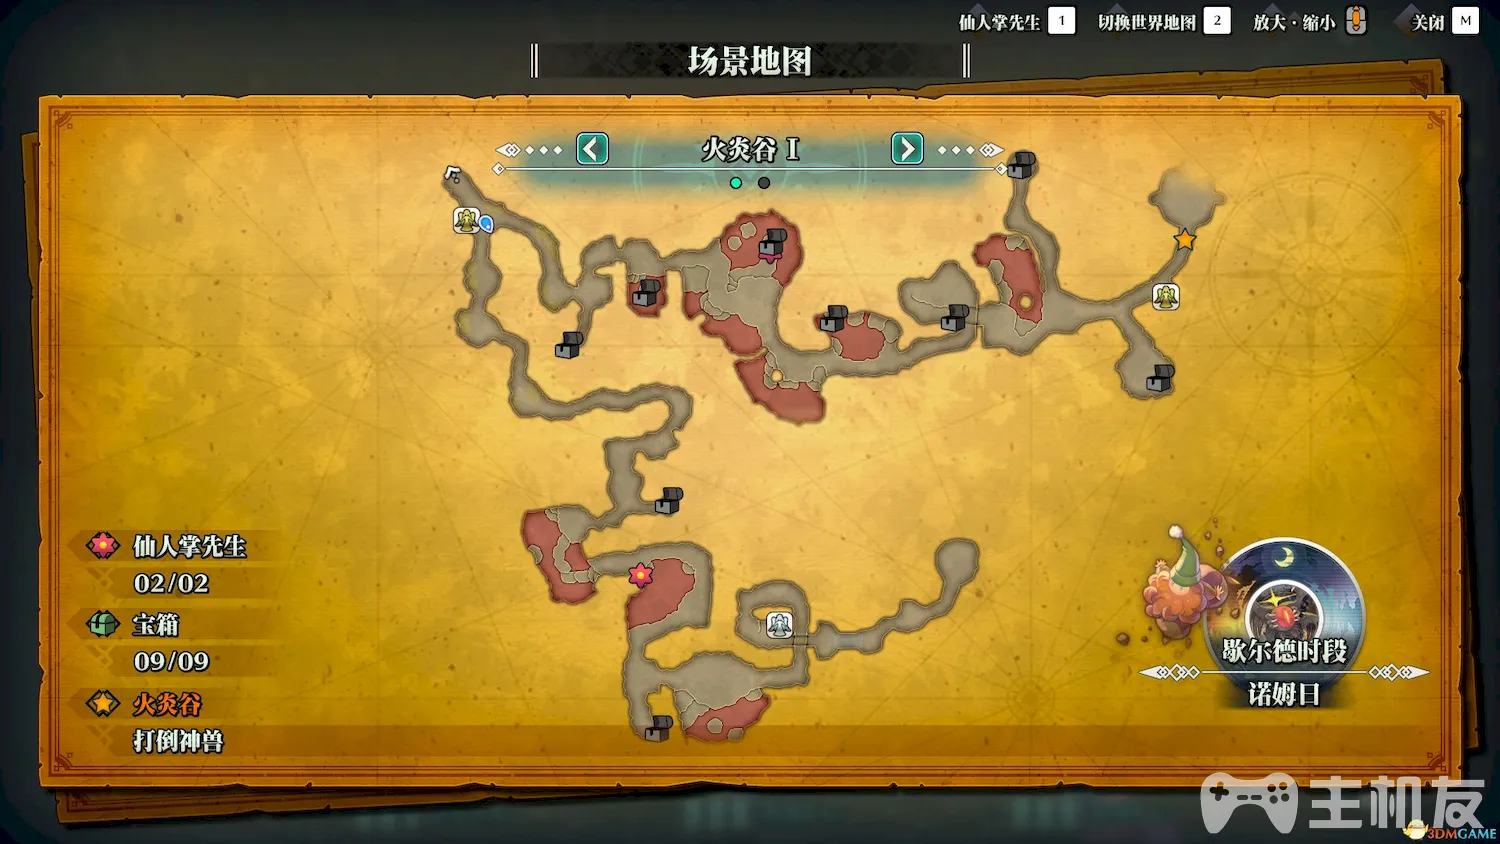 仙人掌先生 1 切换世界地图 2 放大·缩小 关闭 M
场景地图
火炎谷 I
仙人掌先生
02/02
宝箱
09/09
火炎谷
打倒神兽
歇尔德时段
诺姆日
主机友
3DMGAME